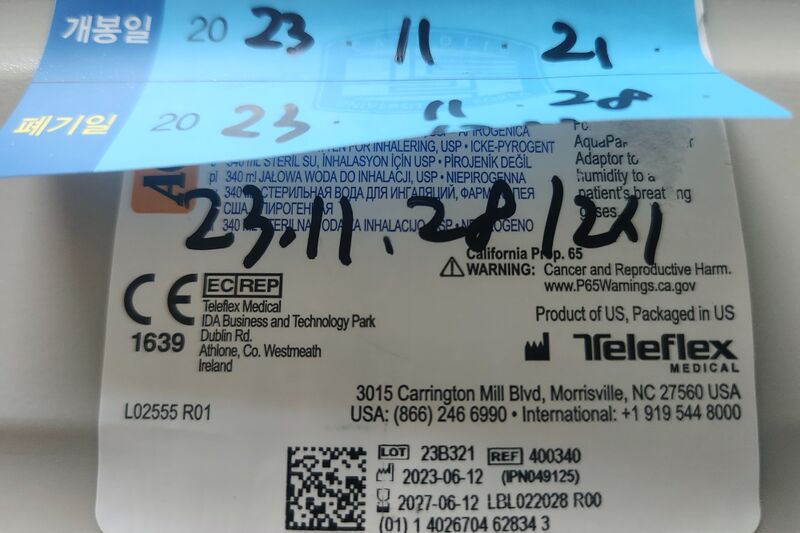 개봉일 20 23 . 11 . 21 .
폐기일 20 23 . 11 . 28
APIROGENICA
EN FOR INHALERING, USP • ICKE-PYROGENT
340 mL STERIL SU, İNHALASYON İÇİN, USP • PİROJENİK DEĞİL
pl 340 ml JAŁOWA WODA DO INHALACJI, USP • NIEPIROGENNA
AquaPa
Adaptor to
humidity to a
patient's
gases.
23.11.28 / 2시
California Prop. 65
WARNING: Cancer and Reproductive Harm.
www.P65Warnings.ca.gov
CE
1639
EC REP
Teleflex Medical
IDA Business and Technology Park
Dublin Rd.
Athlone, Co. Westmeath
Ireland
Product of US, Packaged in US
Teleflex
MEDICAL
3015 Carrington Mill Blvd, Morrisville, NC 27560 USA
USA: (866) 246 6990 • International: +1 919 544 8000
L02555 R01
LOT 23B321 REF 400340
2023-06-12 (IPN049125)
2027-06-12 LBL022028 R00
(01) 1 4026704 62834 3